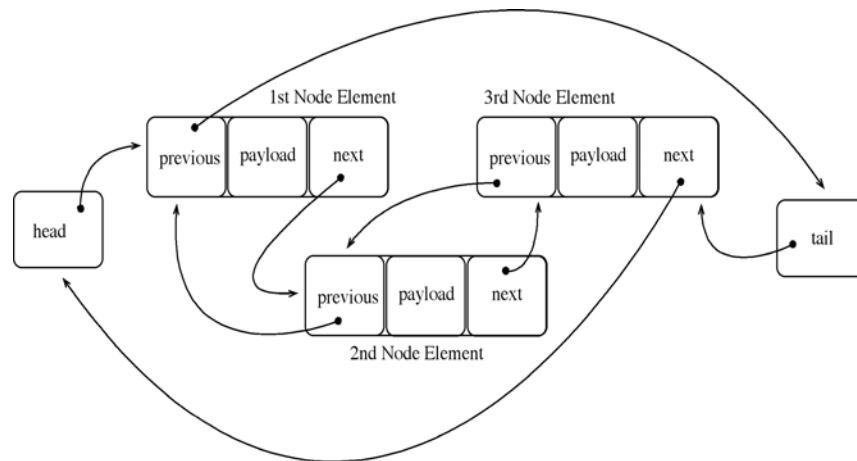 1st Node Element
3rd Node Element
previous payload next
previous payload next
head
tail
previous payload next
2nd Node Element